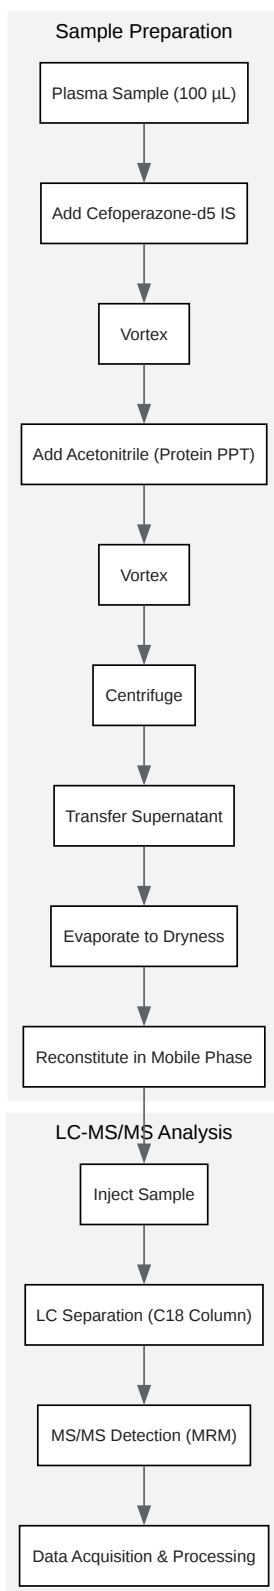 Sample Preparation
Plasma Sample (100 µL)
Add Cefoperazone-d5 IS
Vortex
Add Acetonitrile (Protein PPT)
Vortex
Centrifuge
Transfer Supernatant
Evaporate to Dryness
Reconstitute in Mobile Phase
LC-MS/MS Analysis
Inject Sample
LC Separation (C18 Column)
MS/MS Detection (MRM)
Data Acquisition & Processing